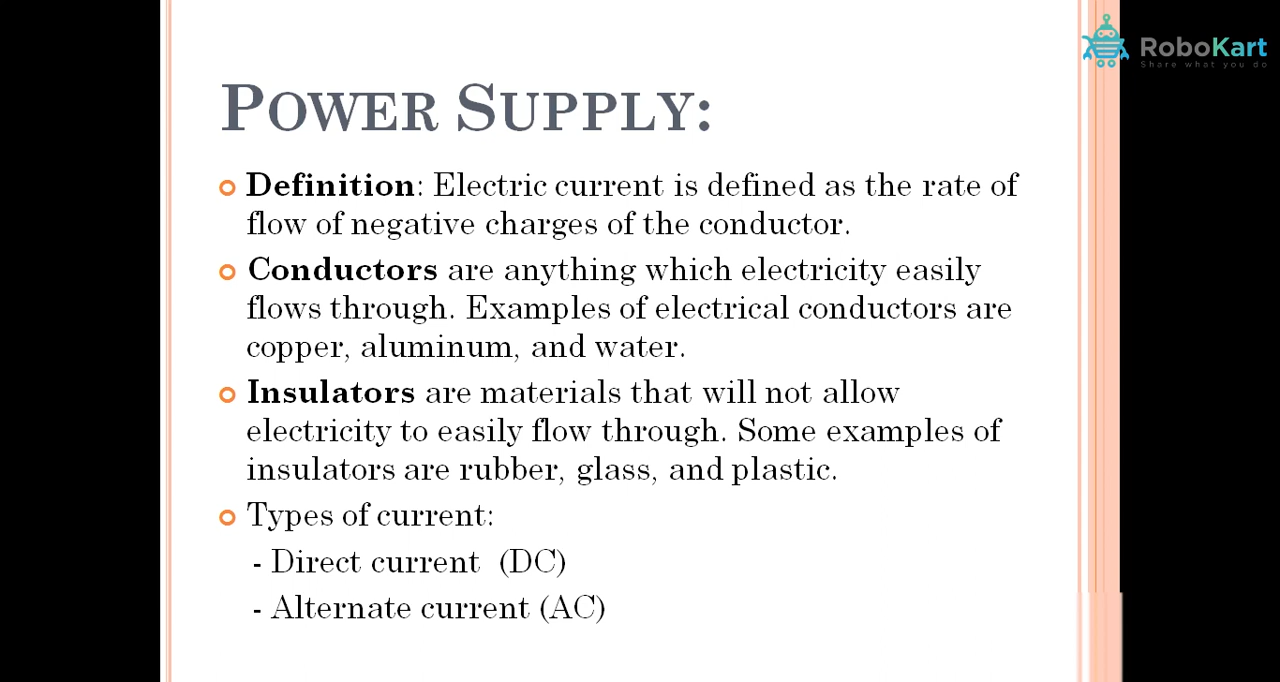 RoboKart
Share what you do
POWER SUPPLY:
Definition: Electric current is defined as the rate of
flow of negative charges of the conductor.
Conductors are anything which electricity easily
flows through. Examples of electrical conductors are
copper, aluminum, and water.
Insulators are materials that will not allow
electricity to easily flow through. Some examples of
insulators are rubber, glass, and plastic.
Types of current:
- Direct current  (DC)
- Alternate current (AC)